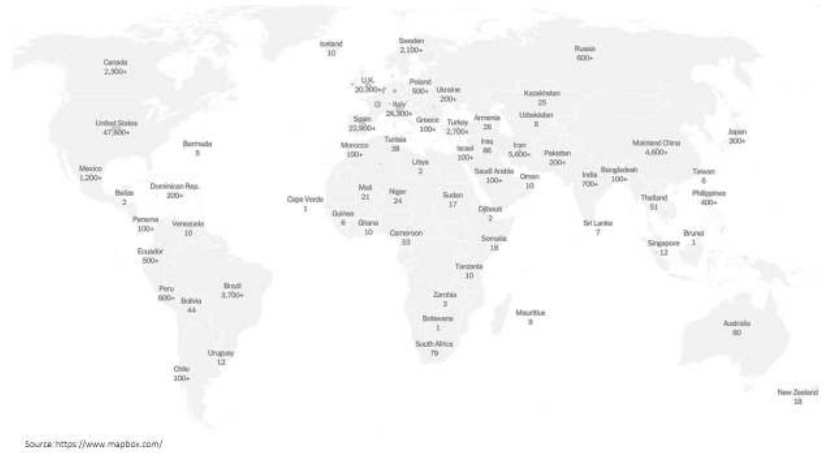 Iceland
10
Sweden
2,100+
Russia
600+
Canada
2,300+
U.K.
20,300+
Poland
500+
Ukraine
200+
Kazakhstan
25
Italy
26,300+
Uzbekistan
8
United States
47,800+
Spain
22,900+
Greece
100+
Turkey
2,700+
Armenia
28
Bermuda
5
Tunisia
38
Morocco
100+
Israel
100+
Iraq
86
Iran
5,600+
Pakistan
200+
Mainland China
4,600+
Japan
300+
Mexico
1,200+
Libya
2
Saudi Arabia
100+
Oman
10
India
700+
Bangladesh
100+
Taiwan
6
Belize
2
Dominican Rep.
200+
Cape Verde
1
Mali
21
Niger
24
Sudan
17
Djibouti
2
Thailand
51
Philippines
400+
Panama
100+
Venezuela
10
Guinea
6
Ghana
10
Cameroon
53
Somalia
18
Sri Lanka
7
Singapore
12
Brunei
1
Ecuador
500+
Tanzania
10
Peru
600+
Bolivia
44
Brazil
3,700+
Zambia
3
Botswana
1
Mauritius
9
South Africa
79
Australia
80
Uruguay
12
Chile
100+
New Zealand
18
Source: https://www.mapbox.com/